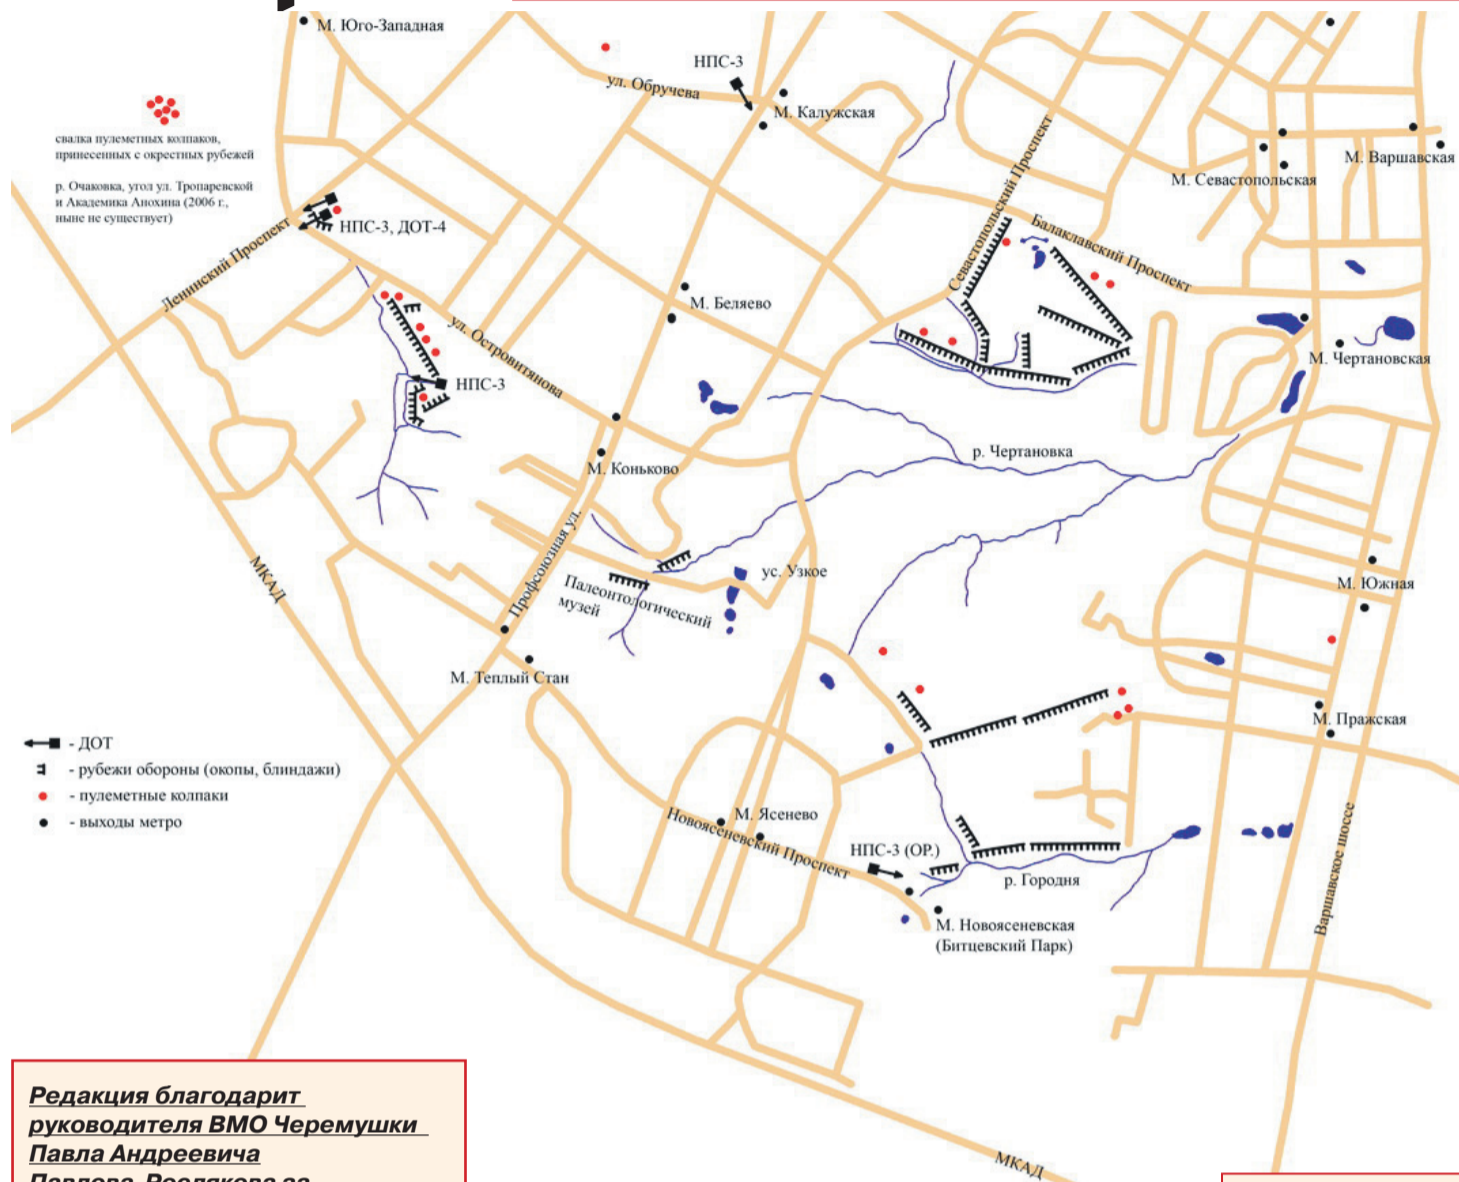 М. Юго-Западная
НПС-3
ул. Обручева
М. Калужская
свалка пулеметных колпаков,
принесенных с окрестных рубежей
р. Очаковка, угол ул. Тропаревской
и Академика Анохина (2006 г.,
ныне не существует)
М. Варшавская
М. Севастопольская
Севастопольский Проспект
Балаклавский Проспект
НПС-3, ДОТ-4
Ленинский Проспект
М. Беляево
ул. Островитянова
М. Чертановская
НПС-3
р. Чертановка
М. Коньково
Профсоюзная ул.
МКАД
ус. Узкое
Палеонтологический
музей
М. Южная
М. Теплый Стан
М. Пражская
- ДОТ
- рубежи обороны (окопы, блиндажи)
- пулеметные колпаки
- выходы метро
М. Ясенево
Новоясеневский Проспект
НПС-3 (ОР.)
р. Городня
Варшавское шоссе
М. Новоясеневская
(Битцевский Парк)
Редакция благодарит
руководителя ВМО Черемушки
Павла Андреевича
Павлова-Рослякова за
МКАД